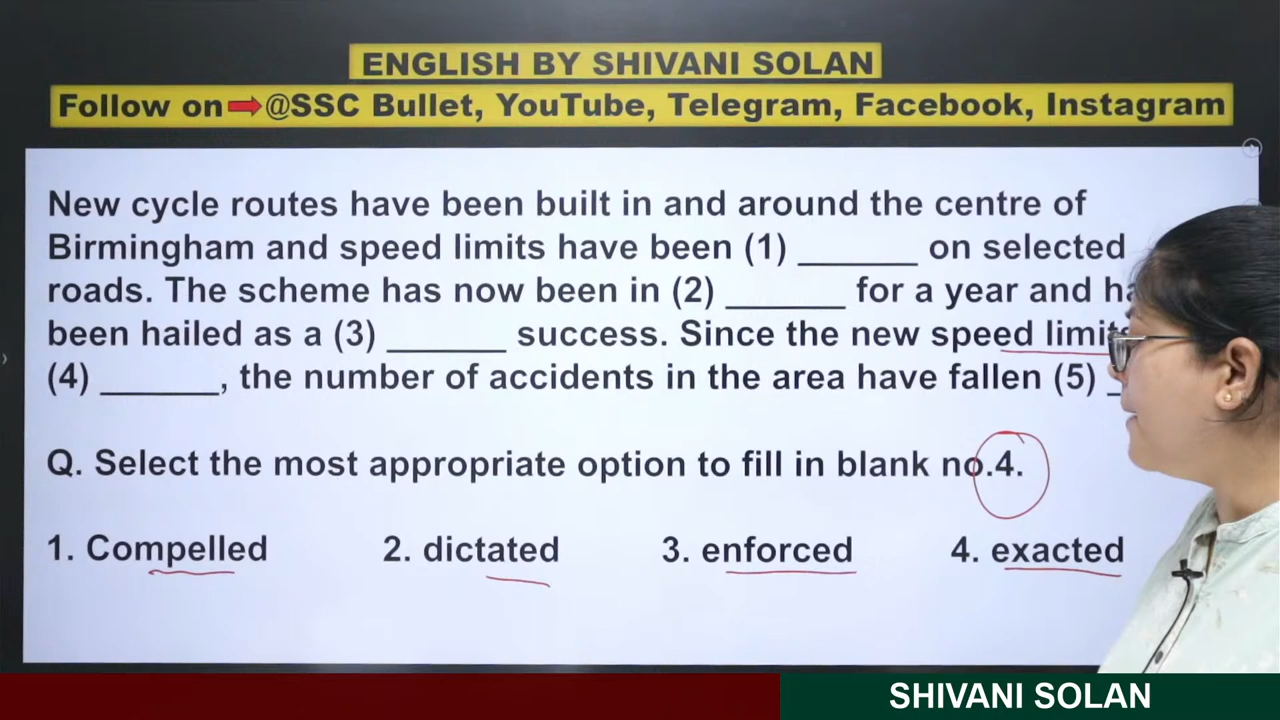 ENGLISH BY SHIVANI SOLAN
Follow on @SSC Bullet, YouTube, Telegram, Facebook, Instagram
New cycle routes have been built in and around the centre of
Birmingham and speed limits have been (1) _______ on selected
roads. The scheme has now been in (2) _______ for a year and
been hailed as a (3) _______ success. Since the new speed limits
(4) _______, the number of accidents in the area have fallen (5) _
Q. Select the most appropriate option to fill in blank no.4.
1. Compelled 2. dictated 3. enforced 4. exacted
SHIVANI SOLAN